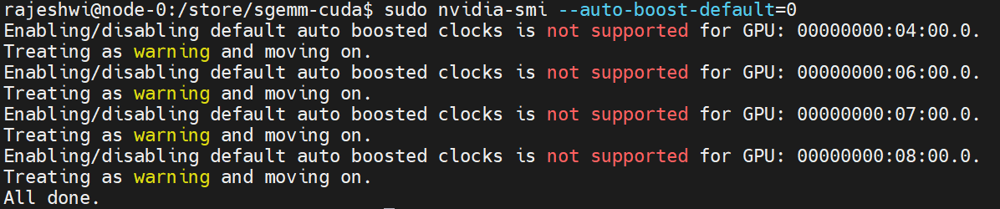 rajeshwi@node-0:/store/sgemm-cuda$ sudo nvidia-smi --auto-boost-default=0
Enabling/disabling default auto boosted clocks is not supported for GPU: 00000000:04:00.0.
Treating as warning and moving on.
Enabling/disabling default auto boosted clocks is not supported for GPU: 00000000:06:00.0.
Treating as warning and moving on.
Enabling/disabling default auto boosted clocks is not supported for GPU: 00000000:07:00.0.
Treating as warning and moving on.
Enabling/disabling default auto boosted clocks is not supported for GPU: 00000000:08:00.0.
Treating as warning and moving on.
All done.